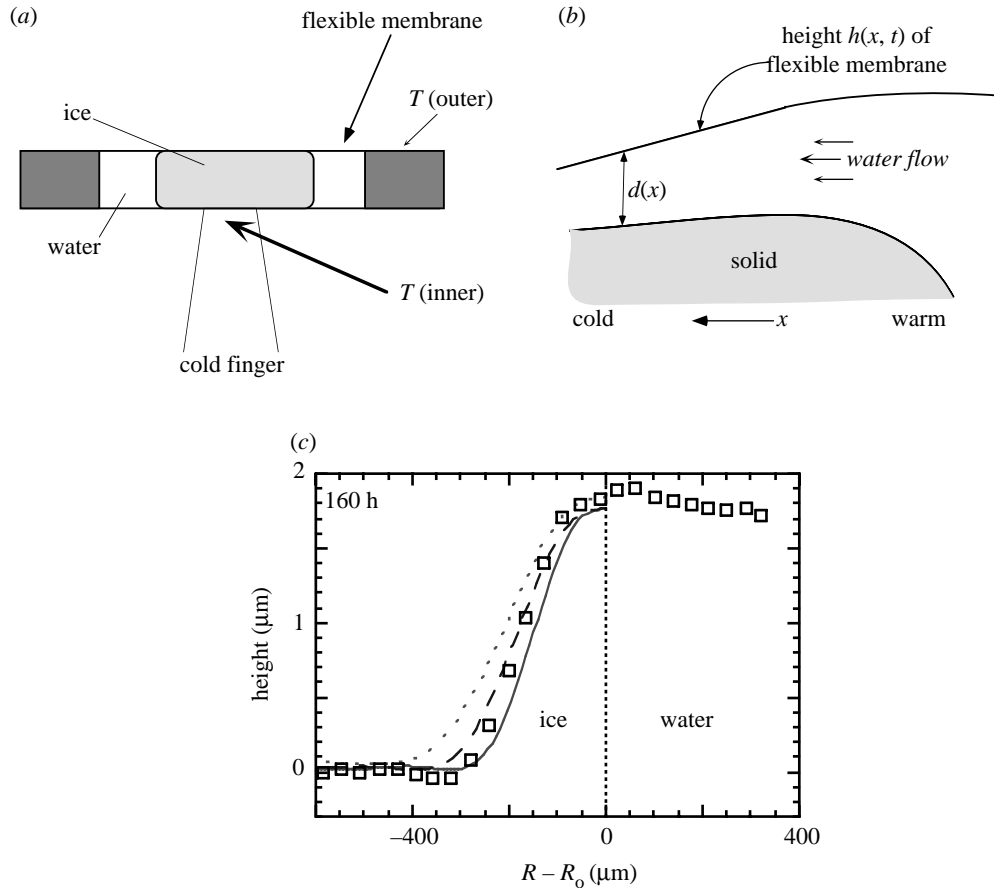 (a)
flexible membrane
T (outer)
ice
water
T (inner)
cold finger
(b)
height h(x, t) of
flexible membrane
water flow
d(x)
solid
cold
x
warm
(c)
2
160 h
1
0
height (μm)
ice
water
−400
0
400
R − Ro (μm)